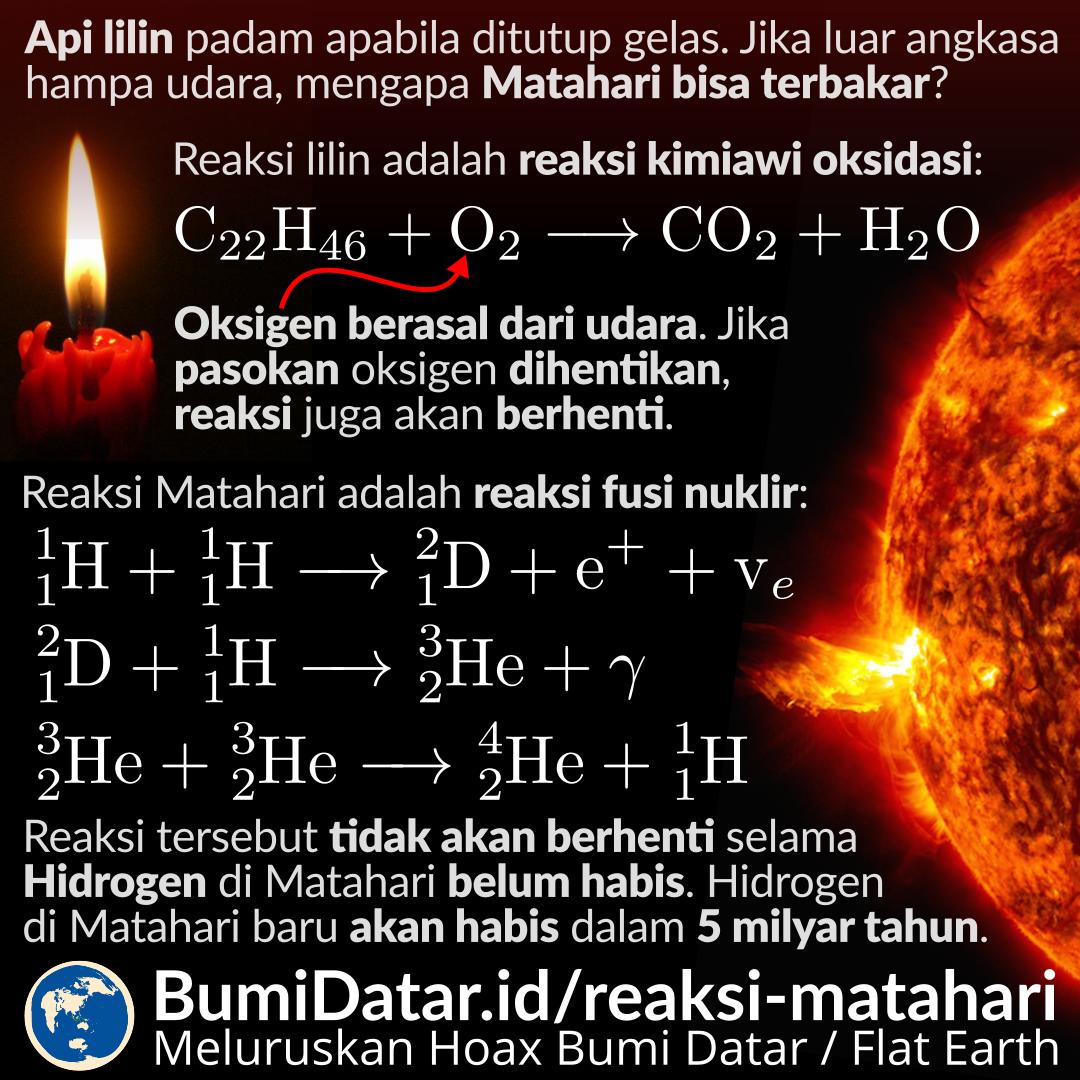 Api lilin padam apabila ditutup gelas. Jika luar angkasa
hampa udara, mengapa Matahari bisa terbakar?
Reaksi lilin adalah reaksi kimiawi oksidasi:
C₂₂H₄₆ + O₂ ⟶ CO₂ + H₂O
Oksigen berasal dari udara. Jika
pasokan oksigen dihentikan,
reaksi juga akan berhenti.
Reaksi Matahari adalah reaksi fusi nuklir:
¹₁H + ¹₁H ⟶ ²₁D + e⁺ + vₑ
²₁D + ¹₁H ⟶ ³₂He + γ
³₂He + ³₂He ⟶ ⁴₂He + ¹₁H
Reaksi tersebut tidak akan berhenti selama
Hidrogen di Matahari belum habis. Hidrogen
di Matahari baru akan habis dalam 5 milyar tahun.
BumiDatar.id/reaksi-matahari
Meluruskan Hoax Bumi Datar / Flat Earth